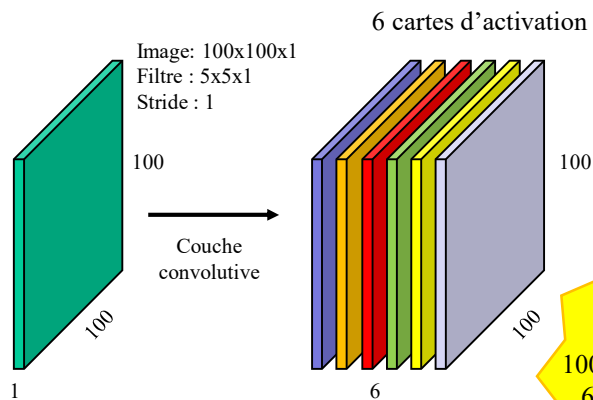 6 cartes d’activation
Image: 100x100x1
Filtre : 5x5x1
Stride : 1
100
100
Couche
convolutive
100
100
1
6